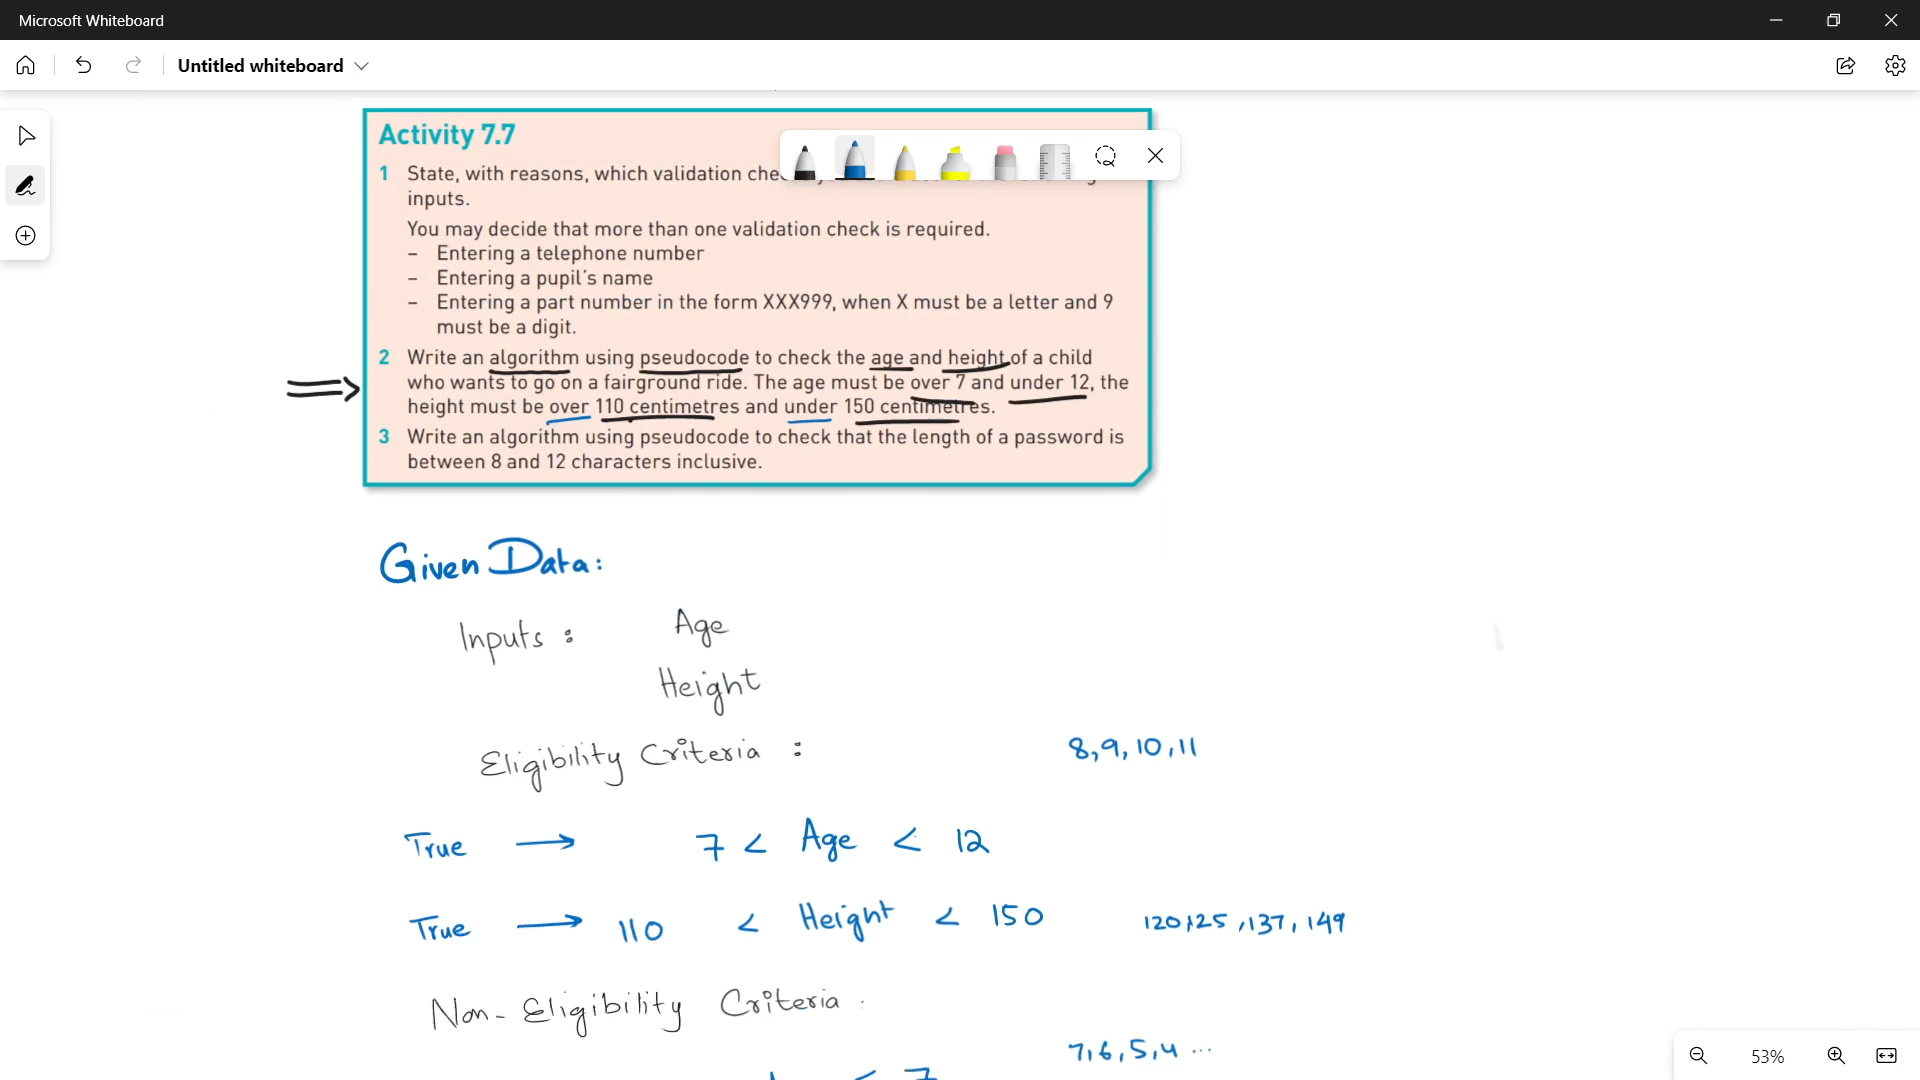 Microsoft Whiteboard
Untitled whiteboard
Activity 7.7
1 State, with reasons, which validation che
inputs.
You may decide that more than one validation check is required.
– Entering a telephone number
– Entering a pupil's name
– Entering a part number in the form XXX999, when X must be a letter and 9
must be a digit.
2 Write an algorithm using pseudocode to check the age and height of a child
who wants to go on a fairground ride. The age must be over 7 and under 12, the
height must be over 110 centimetres and under 150 centimetres.
3 Write an algorithm using pseudocode to check that the length of a password is
between 8 and 12 characters inclusive.
Given Data:
Inputs : Age
Height
Eligibility Criteria :
8,9,10,11
True → 7 < Age < 12
True → 110 < Height < 150
120,125,137,149
Non-Eligibility Criteria :
7,6,5,4 ...
7
53%